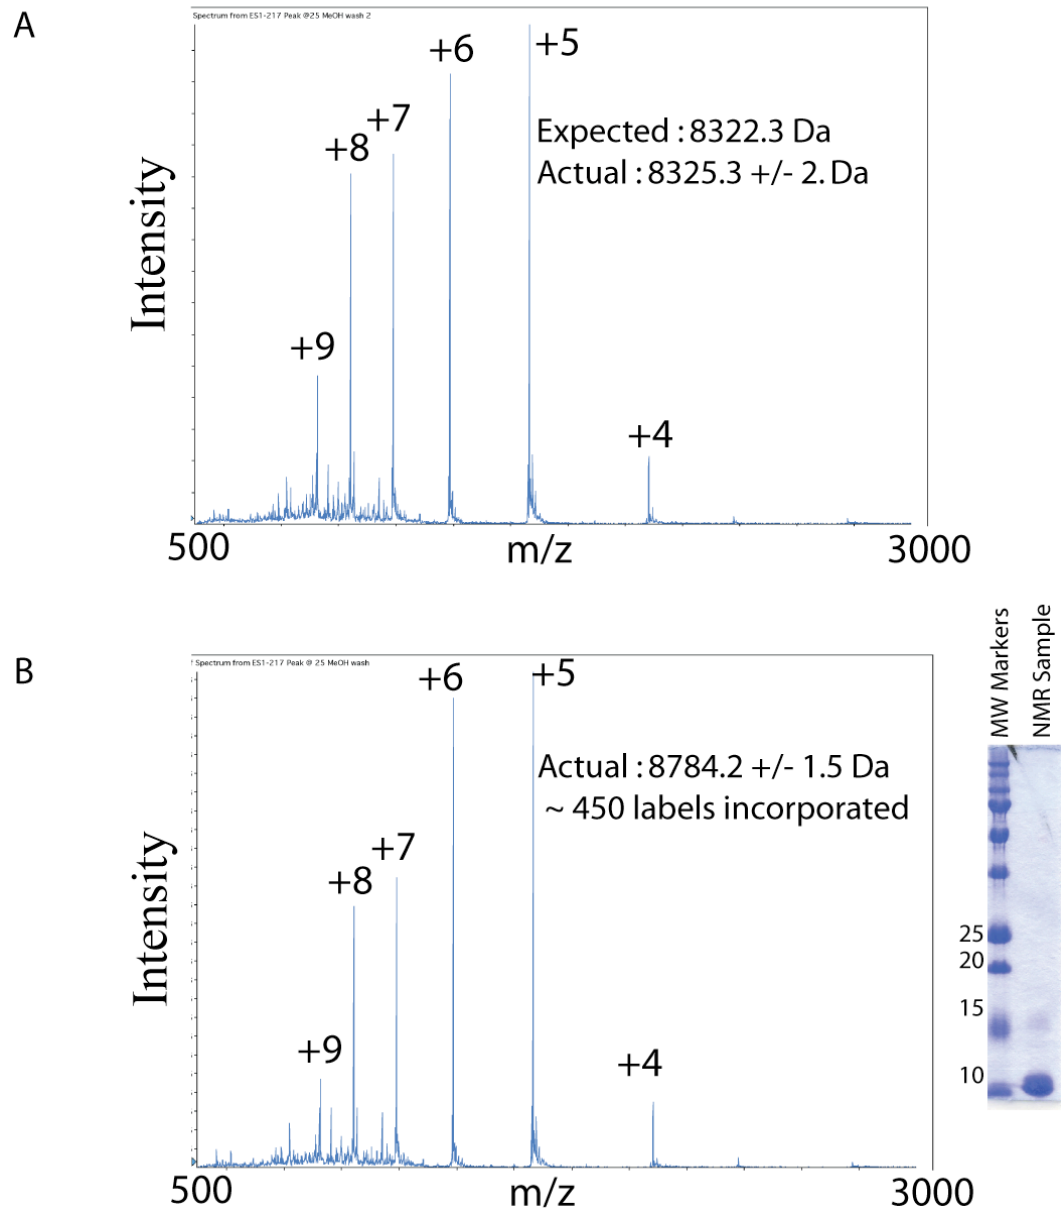 A
Spectrum from ES1-217 Peak @25 MeOH wash 2
+5
+6
+7
+8
Expected : 8322.3 Da
Actual : 8325.3 +/- 2. Da
+9
+4
Intensity
500
m/z
3000
B
Spectrum from ES1-217 Peak @ 25 MeOH wash
+6
+5
Actual : 8784.2 +/- 1.5 Da
~ 450 labels incorporated
+7
+8
+9
+4
Intensity
500
m/z
3000
MW Markers
NMR Sample
25
20
15
10